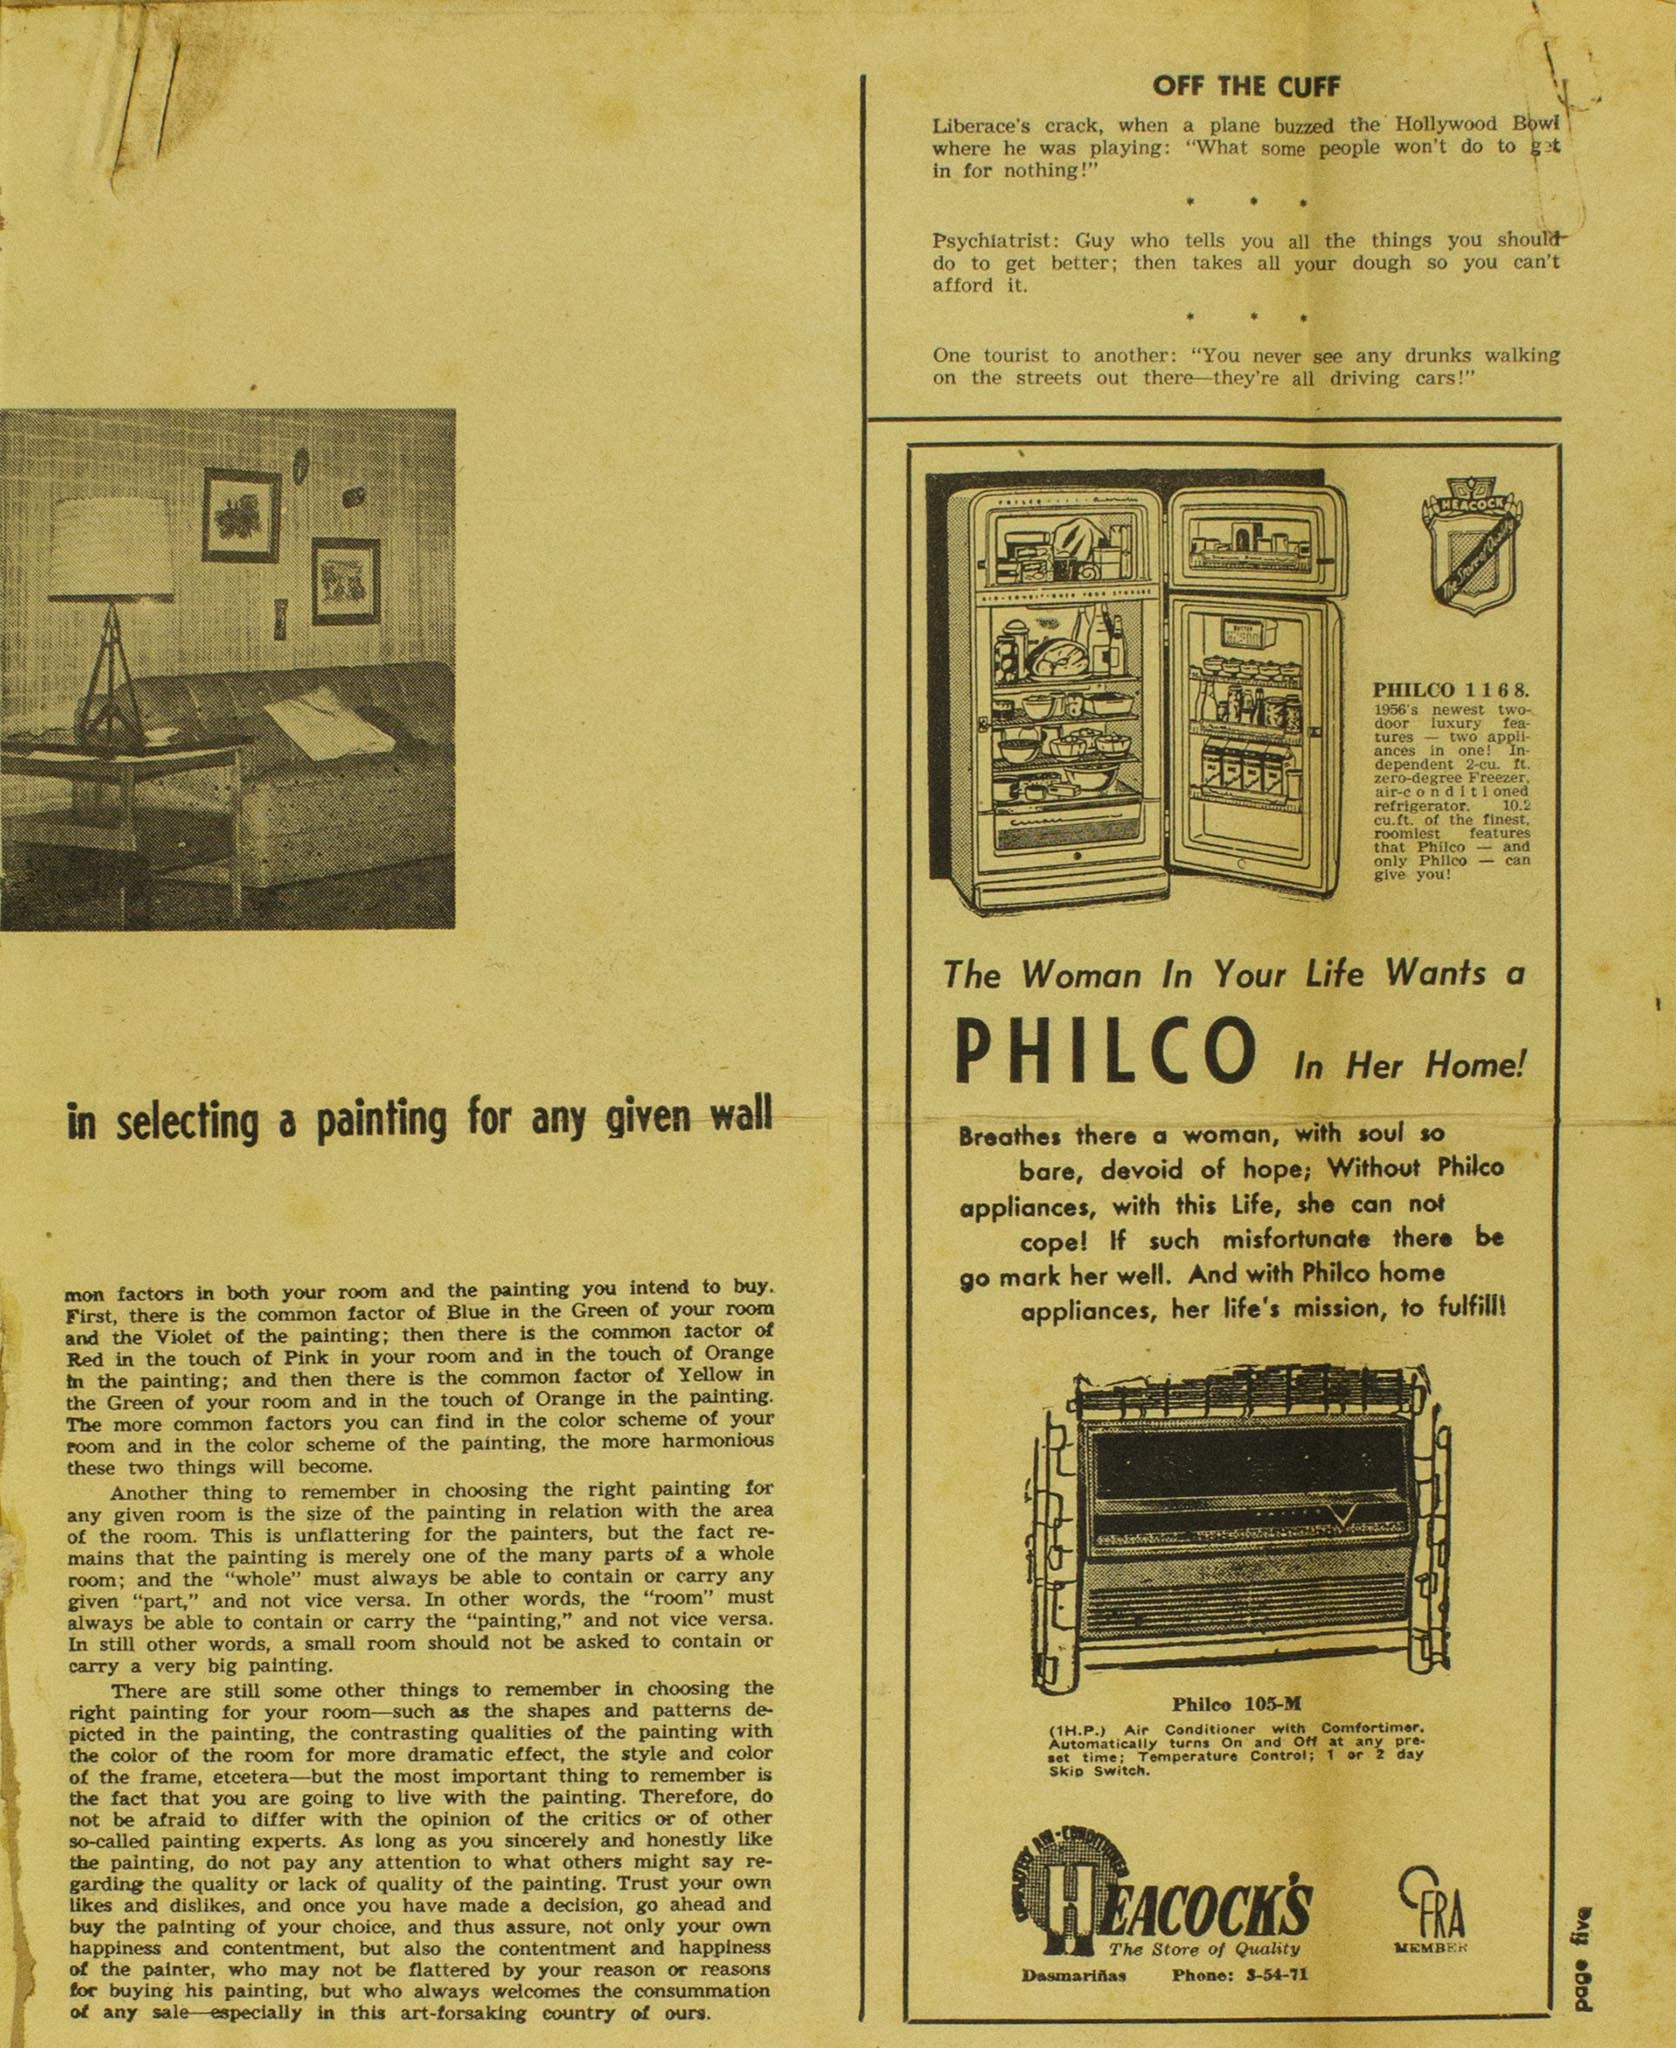 in selecting a painting for any given wall
mon factors in both your room and the painting you intend to buy.
First, there is the common factor of Blue in the Green of your room
and the Violet of the painting; then there is the common factor of
Red in the touch of Pink in your room and in the touch of Orange
in the painting; and then there is the common factor of Yellow in
the Green of your room and in the touch of Orange in the painting.
The more common factors you can find in the color scheme of your
room and in the color scheme of the painting, the more harmonious
these two things will become.
Another thing to remember in choosing the right painting for
any given room is the size of the painting in relation with the area
of the room. This is unflattering for the painters, but the fact re-
mains that the painting is merely one of the many parts of a whole
room; and the “whole” must always be able to contain or carry any
given “part,” and not vice versa. In other words, the “room” must
always be able to contain or carry the “painting,” and not vice versa.
In still other words, a small room should not be asked to contain or
carry a very big painting.
There are still some other things to remember in choosing the
right painting for your room—such as the shapes and patterns de-
picted in the painting, the contrasting qualities of the painting with
the color of the room for more dramatic effect, the style and color
of the frame, etcetera—but the most important thing to remember is
the fact that you are going to live with the painting. Therefore, do
not be afraid to differ with the opinion of the critics or of other
so-called painting experts. As long as you sincerely and honestly like
the painting, do not pay any attention to what others might say re-
garding the quality or lack of quality of the painting. Trust your own
likes and dislikes, and once you have made a decision, go ahead and
buy the painting of your choice, and thus assure, not only your own
happiness and contentment, but also the contentment and happiness
of the painter, who may not be flattered by your reason or reasons
for buying his painting, but who always welcomes the consummation
of any sale—especially in this art-forsaking country of ours.
OFF THE CUFF
Liberace's crack, when a plane buzzed the Hollywood Bowl
where he was playing: “What some people won't do to get
in for nothing!”
* * *
Psychiatrist: Guy who tells you all the things you should
do to get better; then takes all your dough so you can't
afford it.
* * *
One tourist to another: “You never see any drunks walking
on the streets out there—they're all driving cars!”
PHILCO
AIR-CONDITIONED FOOD STORAGE
BUTTER
HEACOCK
The Store of Quality
PHILCO 1168.
1956's newest two-
door luxury fea-
tures — two appli-
ances in one! In-
dependent 2-cu. ft.
zero-degree Freezer,
air-conditioned
refrigerator. 10.2
cu.ft. of the finest,
roomiest features
that Philco — and
only Philco — can
give you!
The Woman In Your Life Wants a
PHILCO In Her Home!
Breathes there a woman, with soul so
bare, devoid of hope; Without Philco
appliances, with this Life, she can not
cope! If such misfortunate there be
go mark her well. And with Philco home
appliances, her life's mission, to fulfill!
Philco 105-M
(1H.P.) Air Conditioner with Comfortimer.
Automatically turns On and Off at any pre-
set time; Temperature Control; 1 or 2 day
Skip Switch.
COMPLETELY AIR-CONDITIONED
HEACOCK'S
The Store of Quality
Dasmariñas Phone: 3-54-71
CFRA
MEMBER
page five